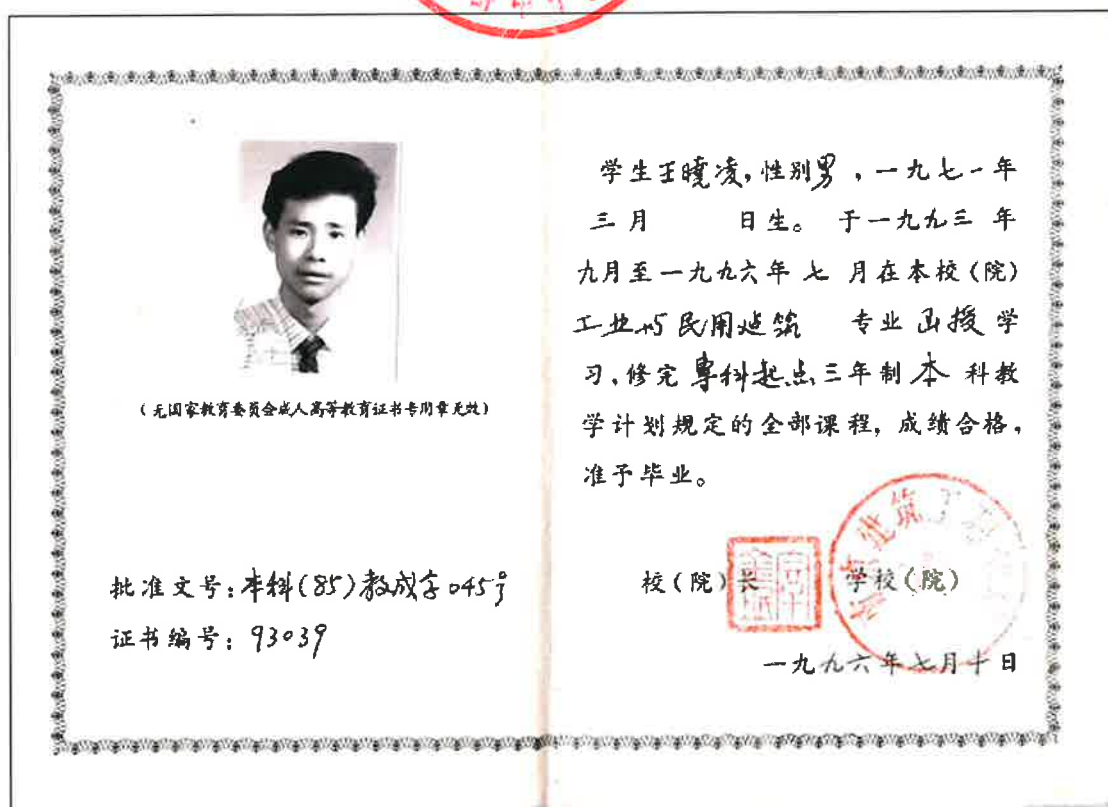 (无国家教育委员会成人高等教育证书专用章无效)
批准文号:本科(85)教成字045号
证书编号:93039
学生王曉凌,性别男,一九七一年
三月 日生。于一九九三年
九月至一九九六年七月在本校(院)
工业与民用建筑 专业函授学
习,修完專科起点三年制本科教
学计划规定的全部课程,成绩合格,
准予毕业。
校(院)长 学校(院)
建筑工
一九九六年七月十日